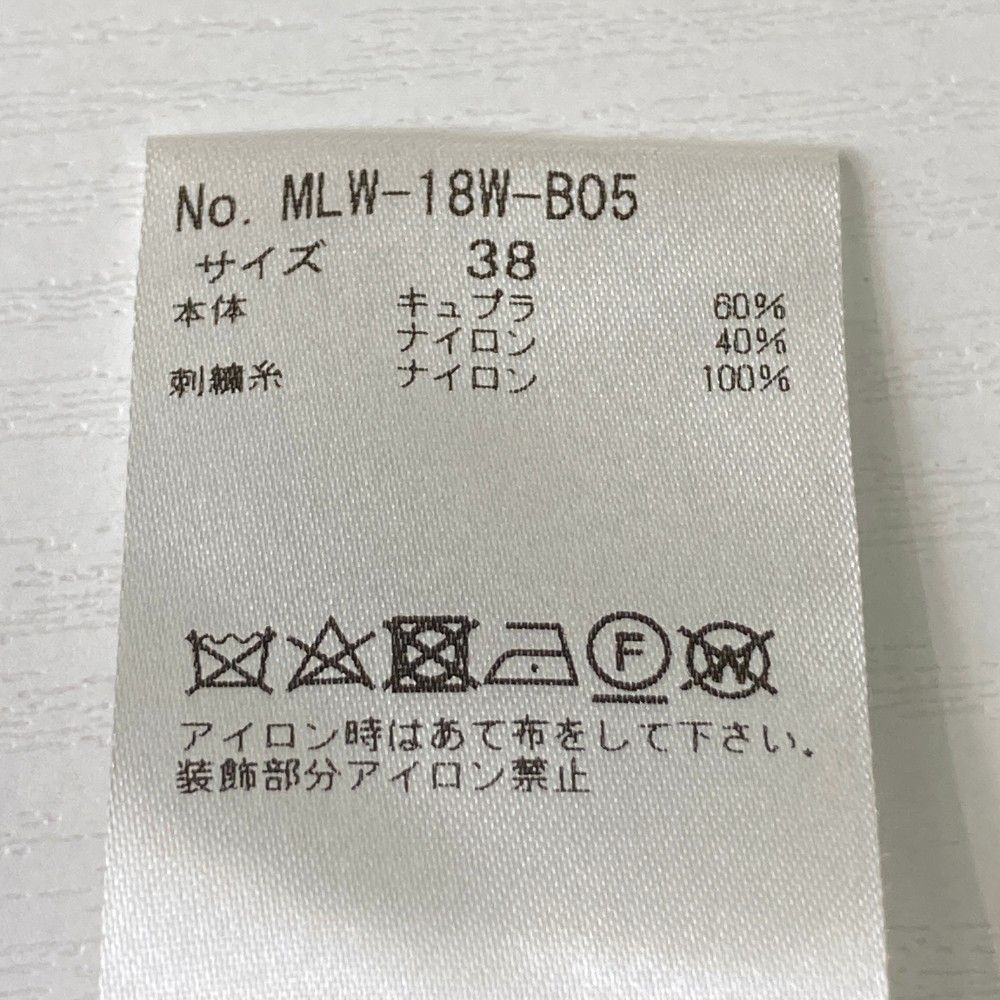 No. MLW-18W-B05
サイズ 38
本体 キュプラ 60%
ナイロン 40%
刺繍糸 ナイロン 100%
F W
アイロン時はあて布をして下さい.
装飾部分アイロン禁止